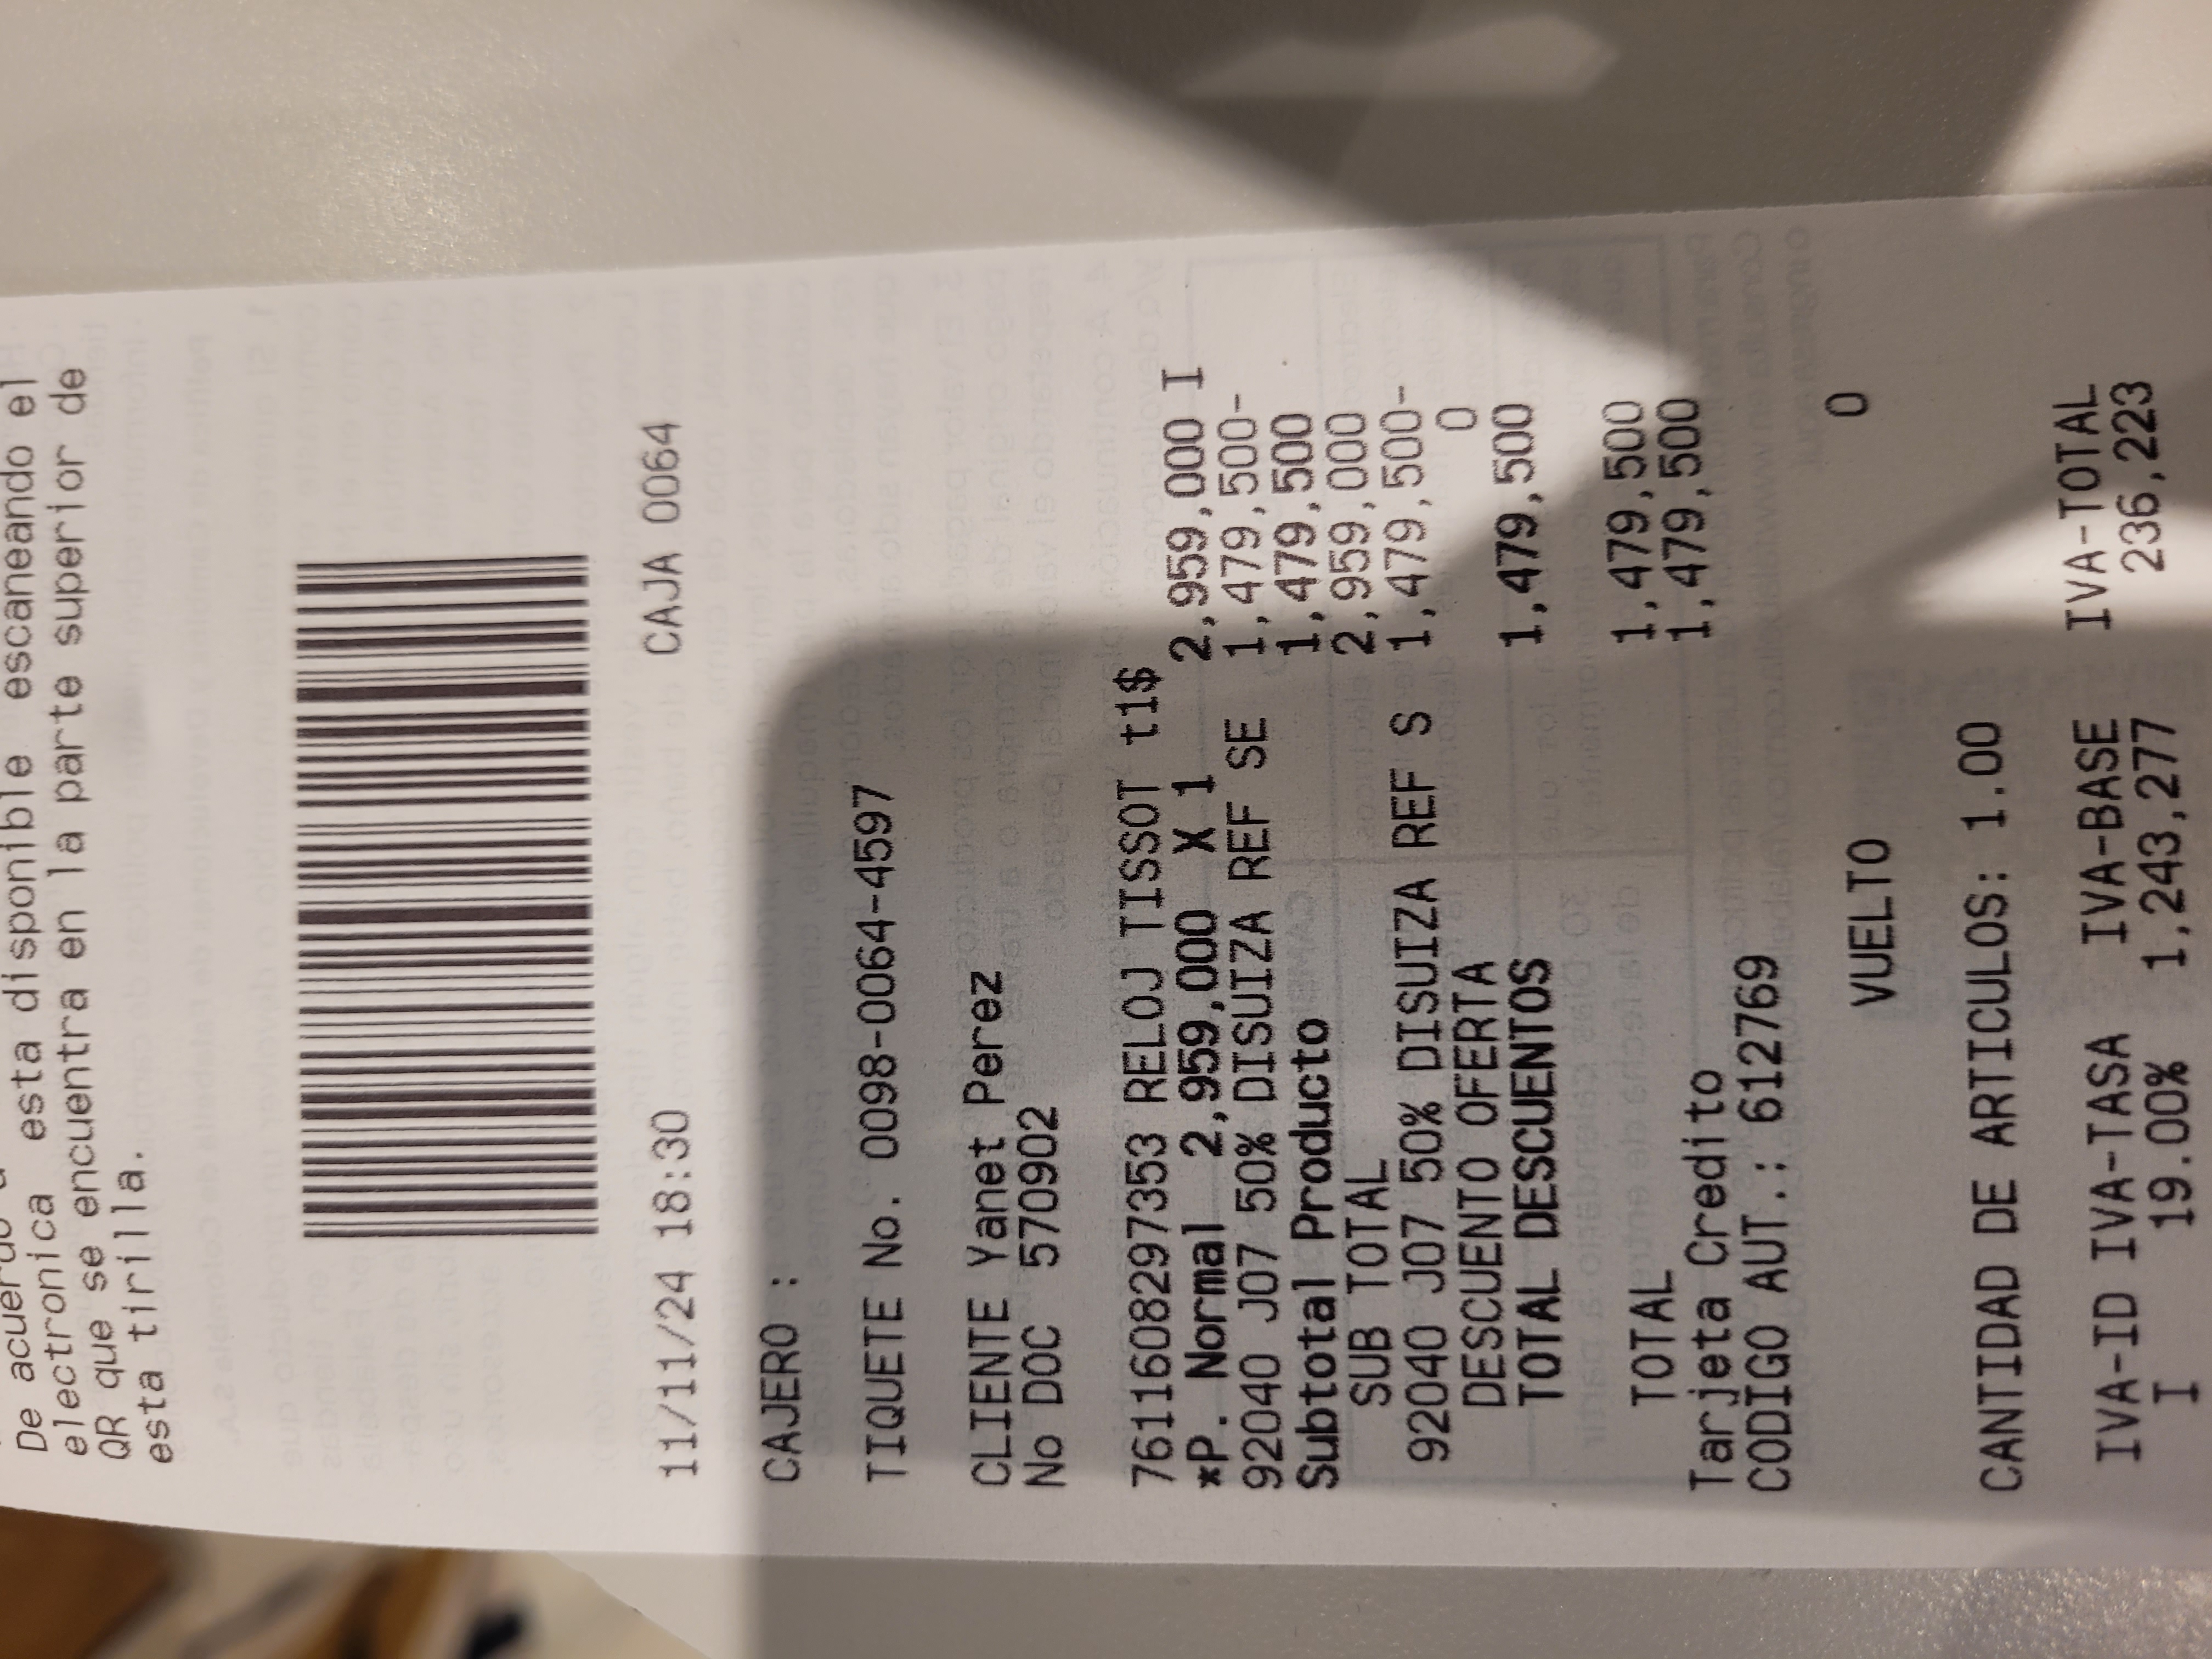 De acuerdo
electronica esta disponible escaneando el
QR que se encuentra en la parte superior de
esta tirilla.
11/11/24 18:30 CAJA 0064
CAJERO :
TIQUETE No. 0098-0064-4597
CLIENTE Yanet Perez
No DOC 570902
7611608297353 RELOJ TISSOT t1$
*P. Normal 2,959,000 X 1 2,959,000 I
92040 J07 50% DISUIZA REF SE 1,479,500-
Subtotal Producto 1,479,500
SUB TOTAL 2,959,000
92040 J07 50% DISUIZA REF S 1,479,500-
DESCUENTO OFERTA 0
TOTAL DESCUENTOS 1,479,500
TOTAL 1,479,500
Tarjeta Credito 1,479,500
CODIGO AUT.: 612769
VUELTO 0
CANTIDAD DE ARTICULOS: 1.00
IVA-ID IVA-TASA IVA-BASE IVA-TOTAL
I 19.00% 1,243,277 236,223